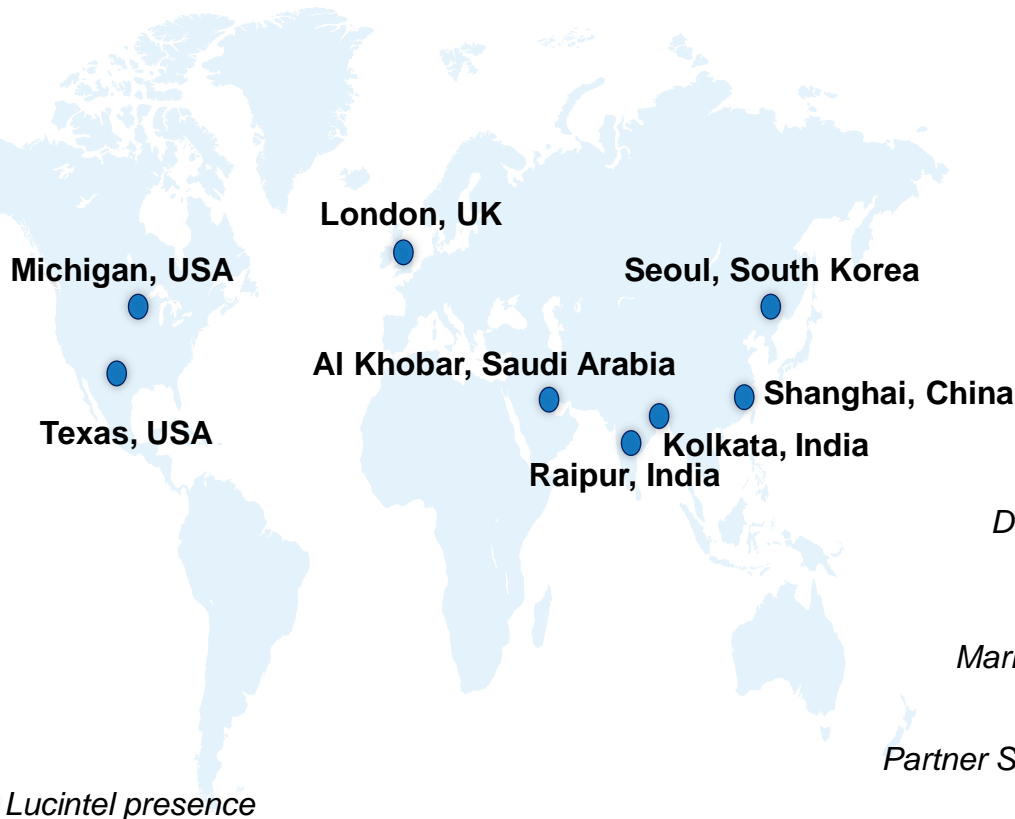 London, UK
Michigan, USA
Seoul, South Korea
Al Khobar, Saudi Arabia
Shanghai, China
Texas, USA
Kolkata, India
Raipur, India
Partner
Lucintel presence